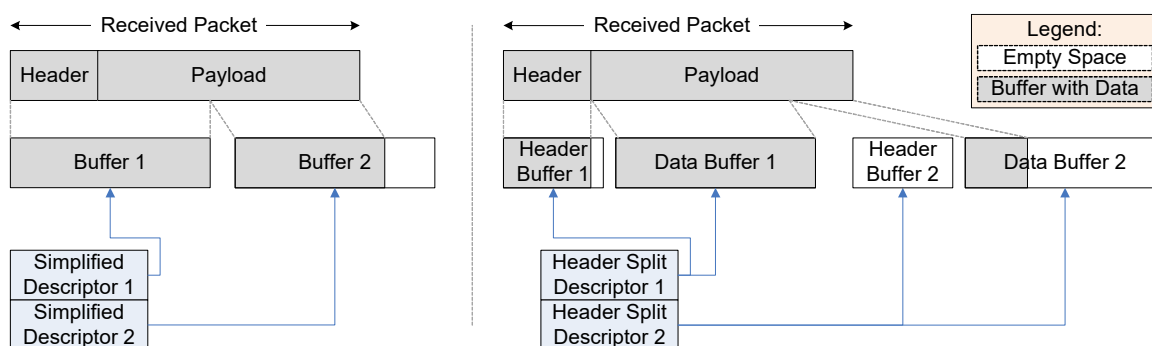 Received Packet
Header
Payload
Buffer 1
Buffer 2
Simplified
Descriptor 1
Simplified
Descriptor 2
Received Packet
Header
Payload
Header
Buffer 1
Data Buffer 1
Header
Buffer 2
Data Buffer 2
Header Split
Descriptor 1
Header Split
Descriptor 2
Legend:
Empty Space
Buffer with Data